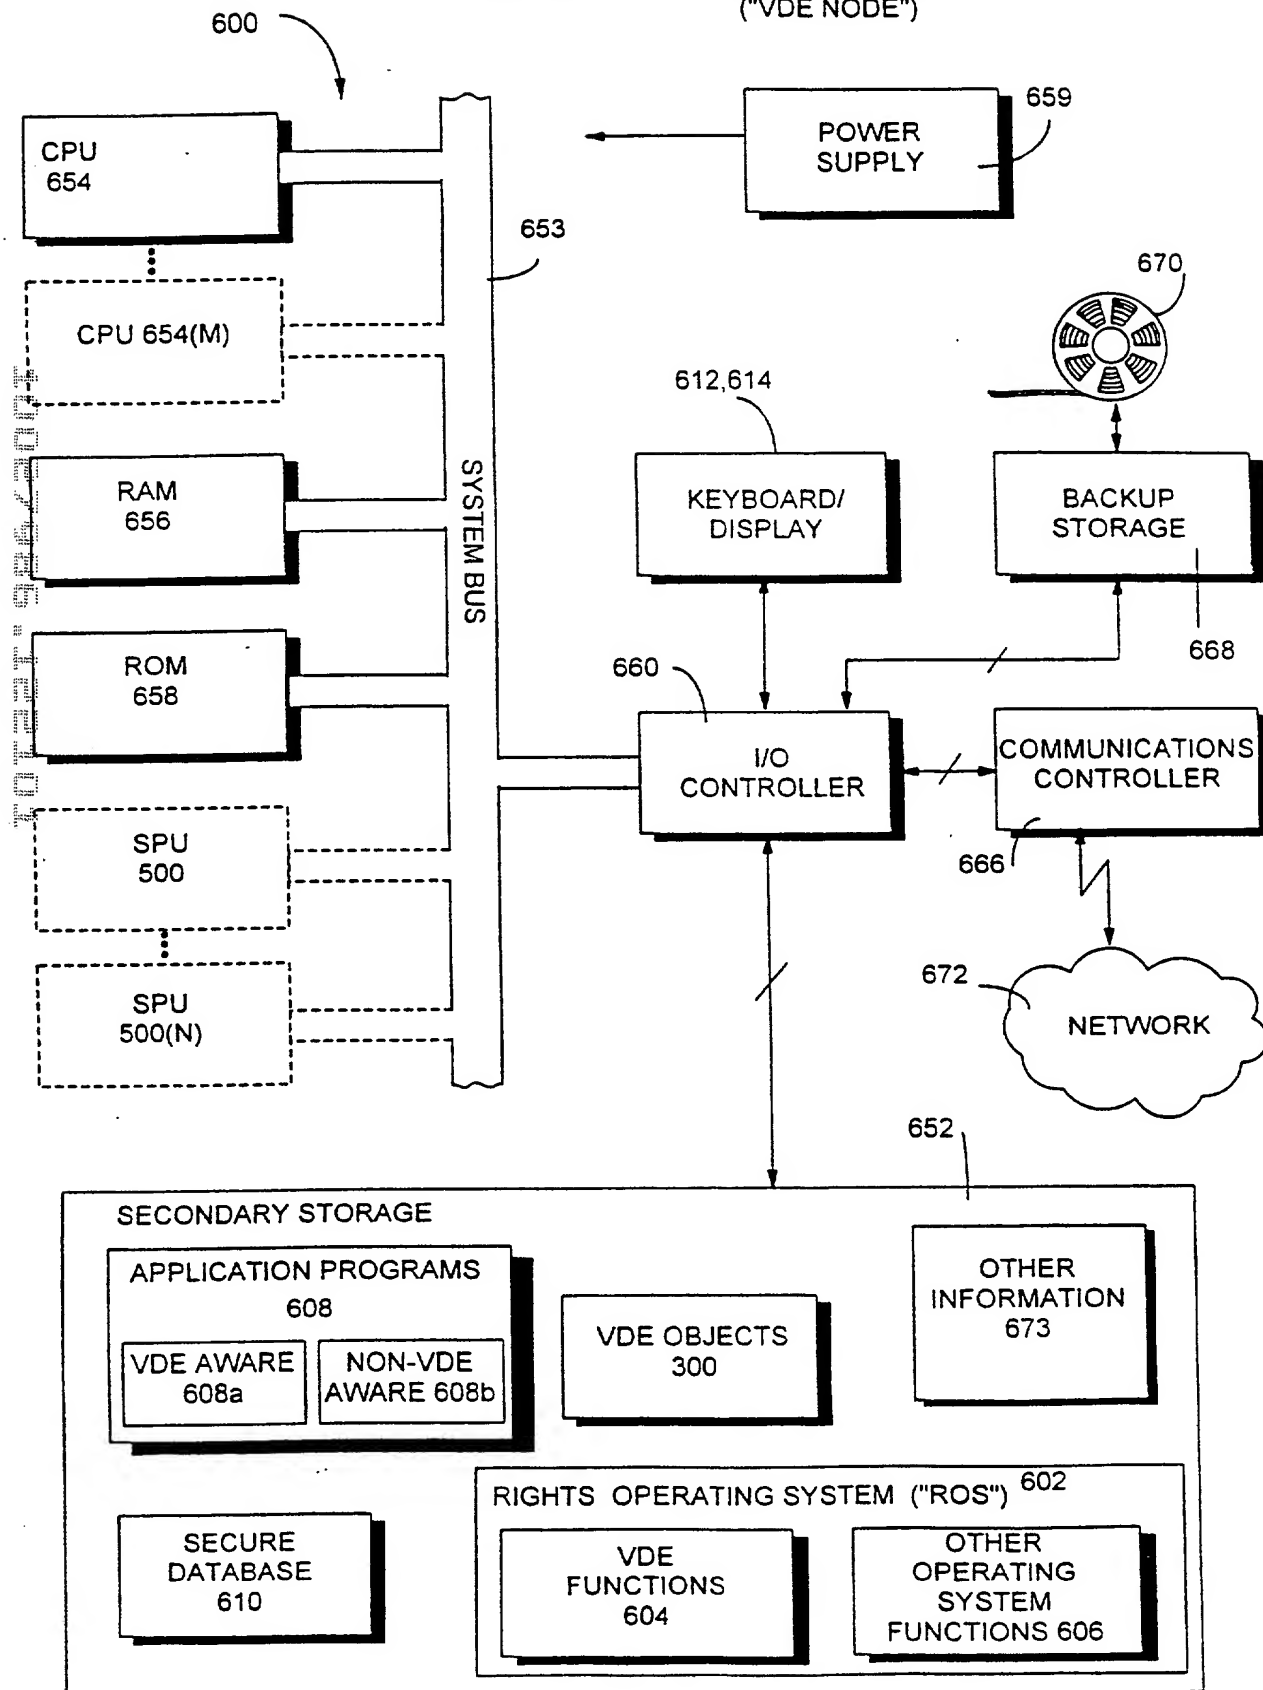 ("VDE NODE")
600
CPU
654
POWER
SUPPLY
659
653
CPU 654(M)
670
612,614
RAM
656
SYSTEM BUS
KEYBOARD/
DISPLAY
BACKUP
STORAGE
668
ROM
658
660
I/O
CONTROLLER
COMMUNICATIONS
CONTROLLER
666
SPU
500
672
NETWORK
SPU
500(N)
652
SECONDARY STORAGE
APPLICATION PROGRAMS
608
VDE AWARE
608a
NON-VDE
AWARE 608b
VDE OBJECTS
300
OTHER
INFORMATION
673
SECURE
DATABASE
610
RIGHTS OPERATING SYSTEM ("ROS") 602
VDE
FUNCTIONS
604
OTHER
OPERATING
SYSTEM
FUNCTIONS 606